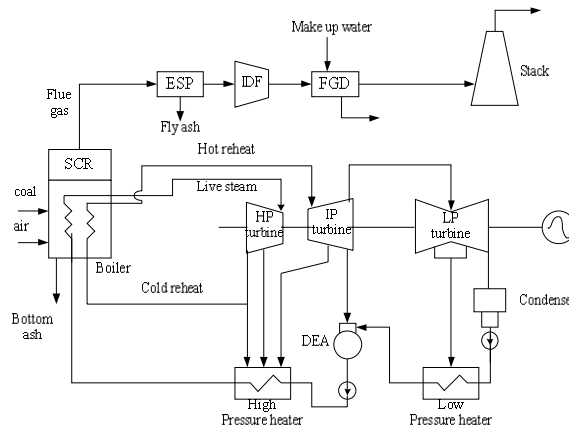 Make up water
Flue
gas
ESP
IDF
FGD
Stack
Fly ash
SCR
Hot reheat
coal
Live steam
air
HP
turbine
IP
turbine
LP
turbine
Boiler
Cold reheat
Bottom
ash
Condense
DEA
High
Pressure heater
Low
Pressure heater